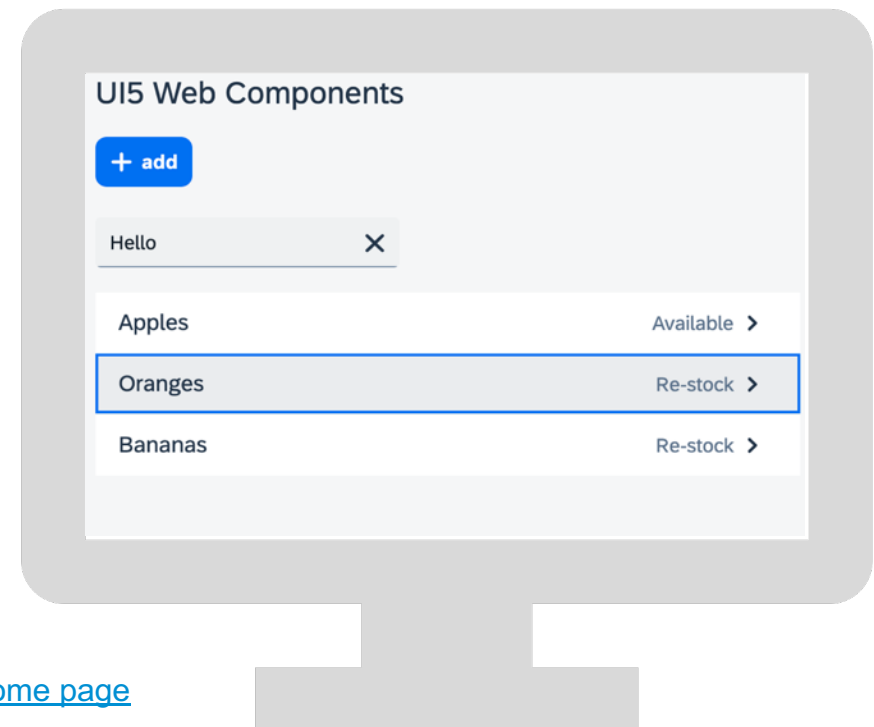 UI5 Web Components
+ add
Hello
Apples Available
Oranges Re-stock
Bananas Re-stock
ome page